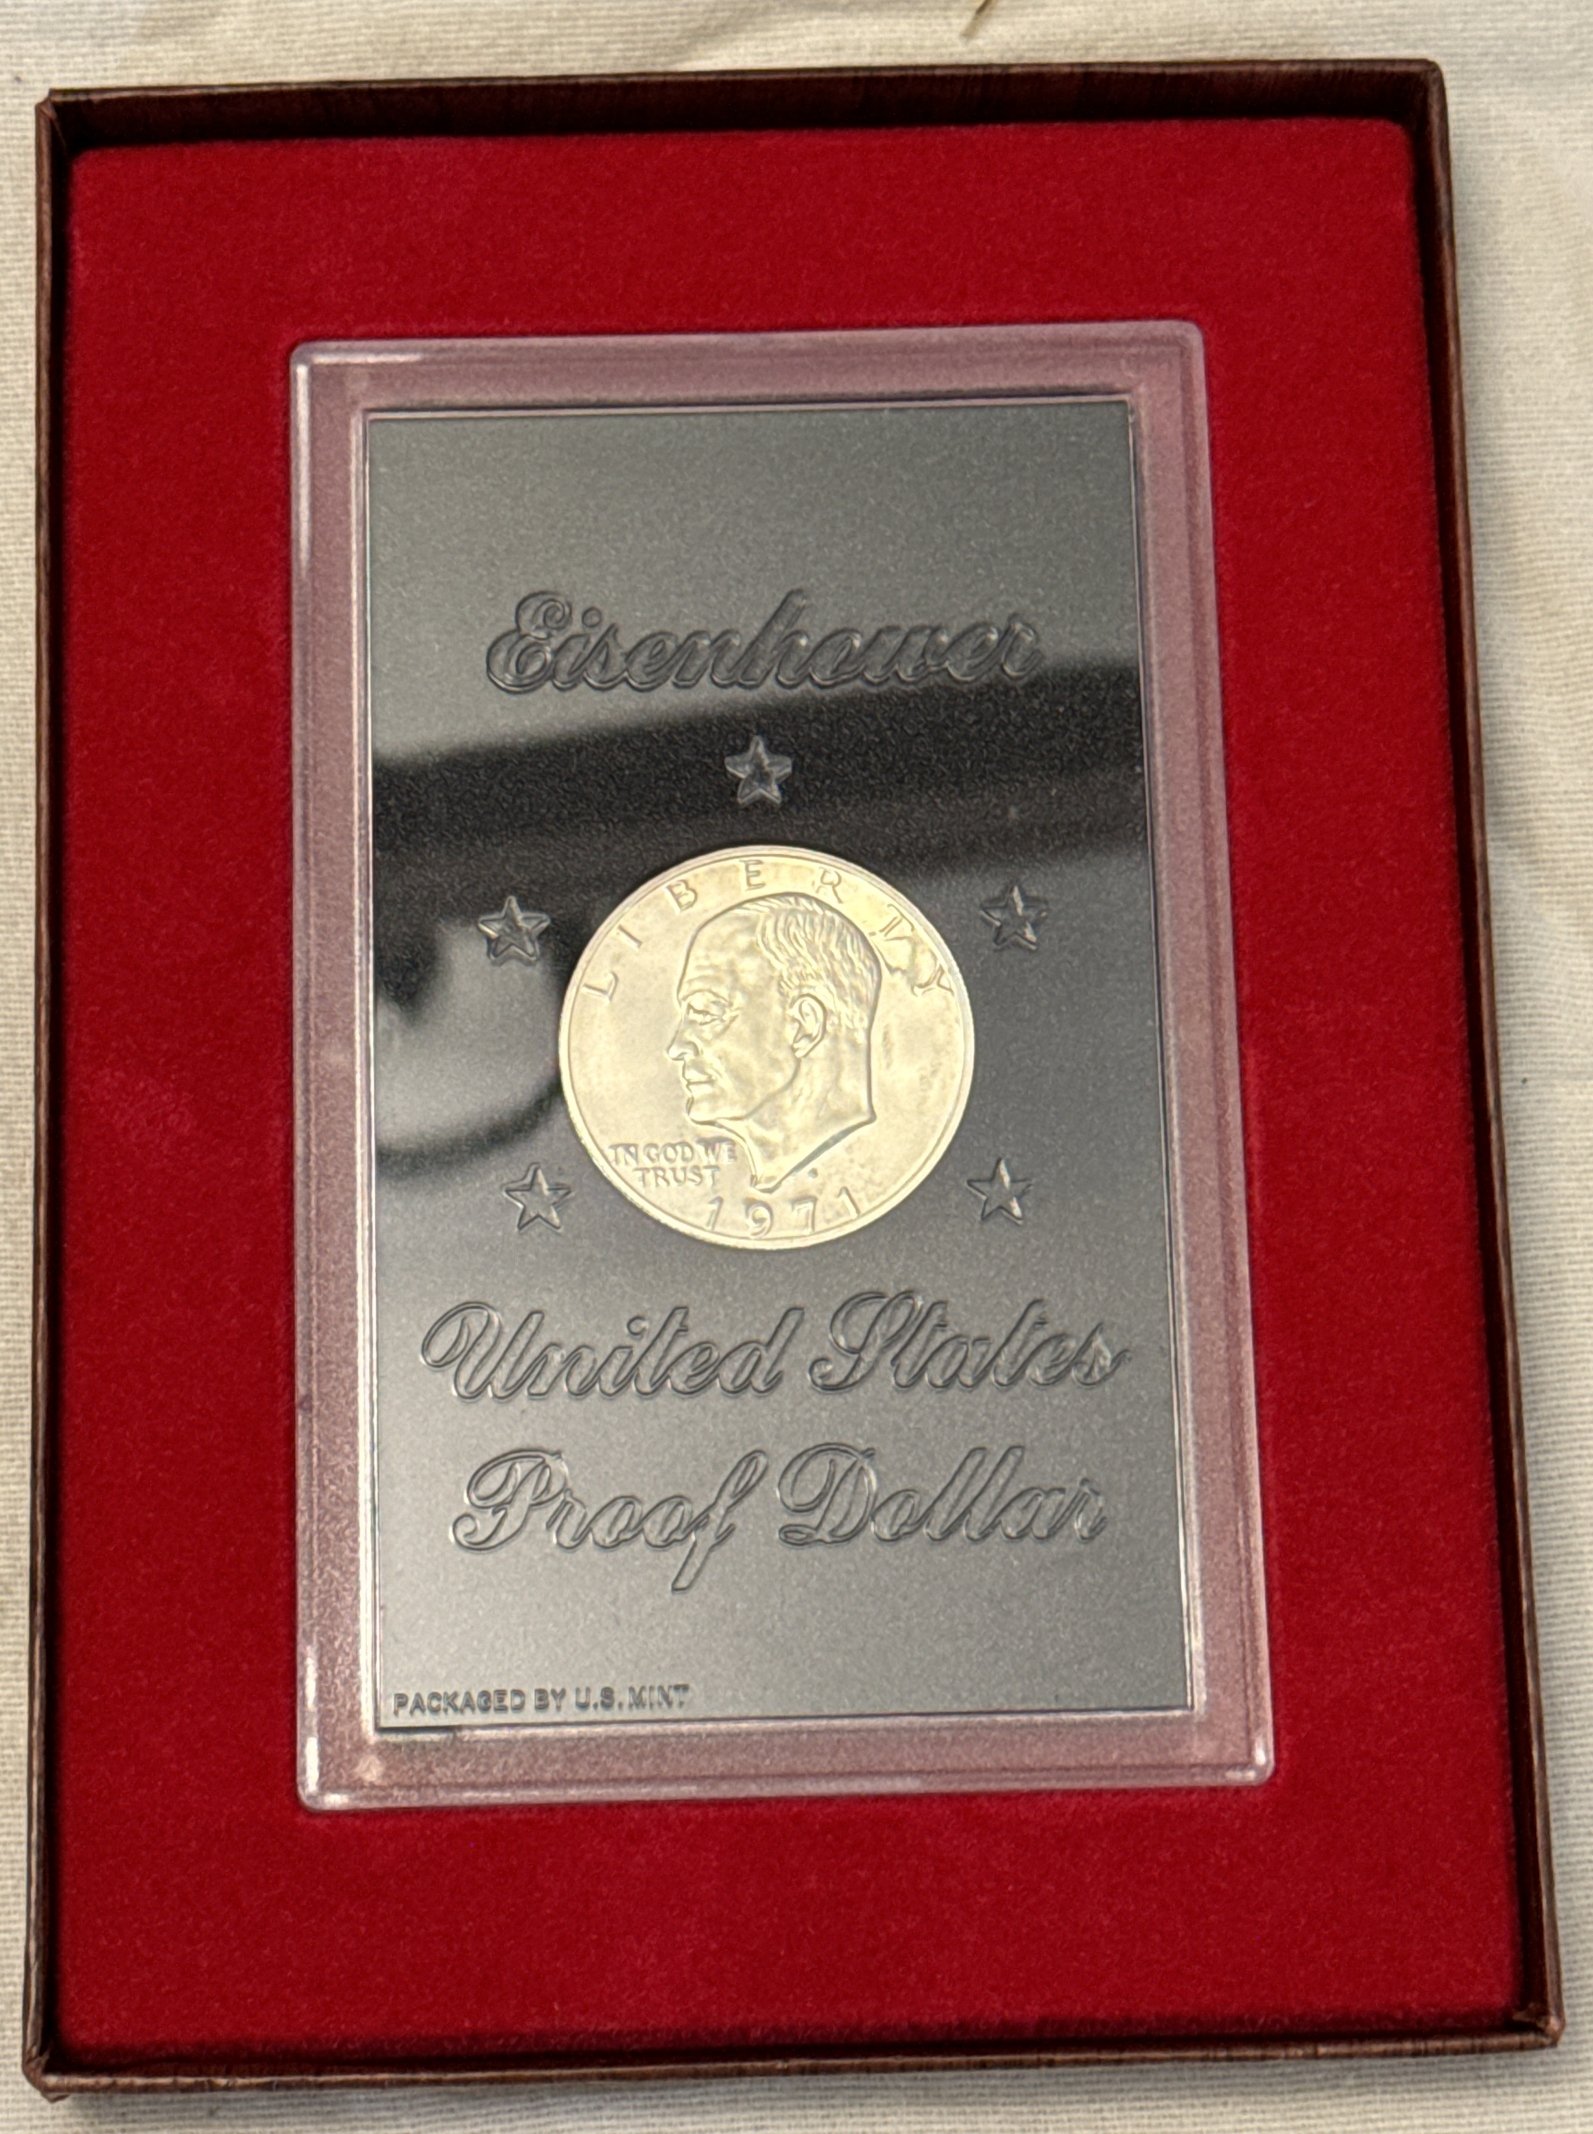 Eisenhower
LIBERTY
IN GOD WE
TRUST
1971
United States
Proof Dollar
PACKAGED BY U.S. MINT